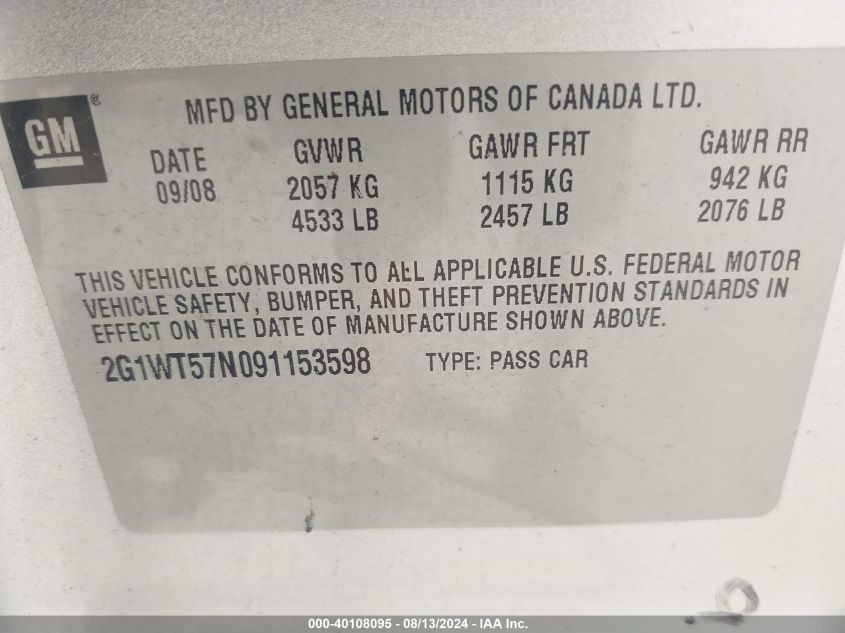 GM®
MFD BY GENERAL MOTORS OF CANADA LTD.
DATE GVWR GAWR FRT GAWR RR
09/08 2057 KG 1115 KG 942 KG
4533 LB 2457 LB 2076 LB
THIS VEHICLE CONFORMS TO ALL APPLICABLE U.S. FEDERAL MOTOR
VEHICLE SAFETY, BUMPER, AND THEFT PREVENTION STANDARDS IN
EFFECT ON THE DATE OF MANUFACTURE SHOWN ABOVE.
2G1WT57N091153598 TYPE: PASS CAR
000-40108095 - 08/13/2024 - IAA Inc.